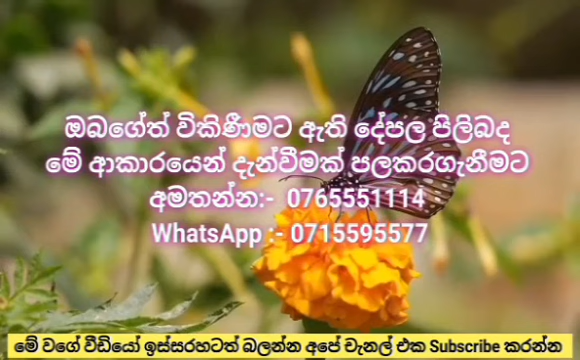 ඔබගේත් විකිණීමට ඇති දේපල පිලිබද
මේ ආකාරයෙන් දැන්වීමක් පලකරගැනීමට
අමතන්න:- 0765551114
WhatsApp :- 0715595577
මේ වගේ වීඩියෝ ඉස්සරහටත් බලන්න අපේ චැනල් එක Subscribe කරන්න